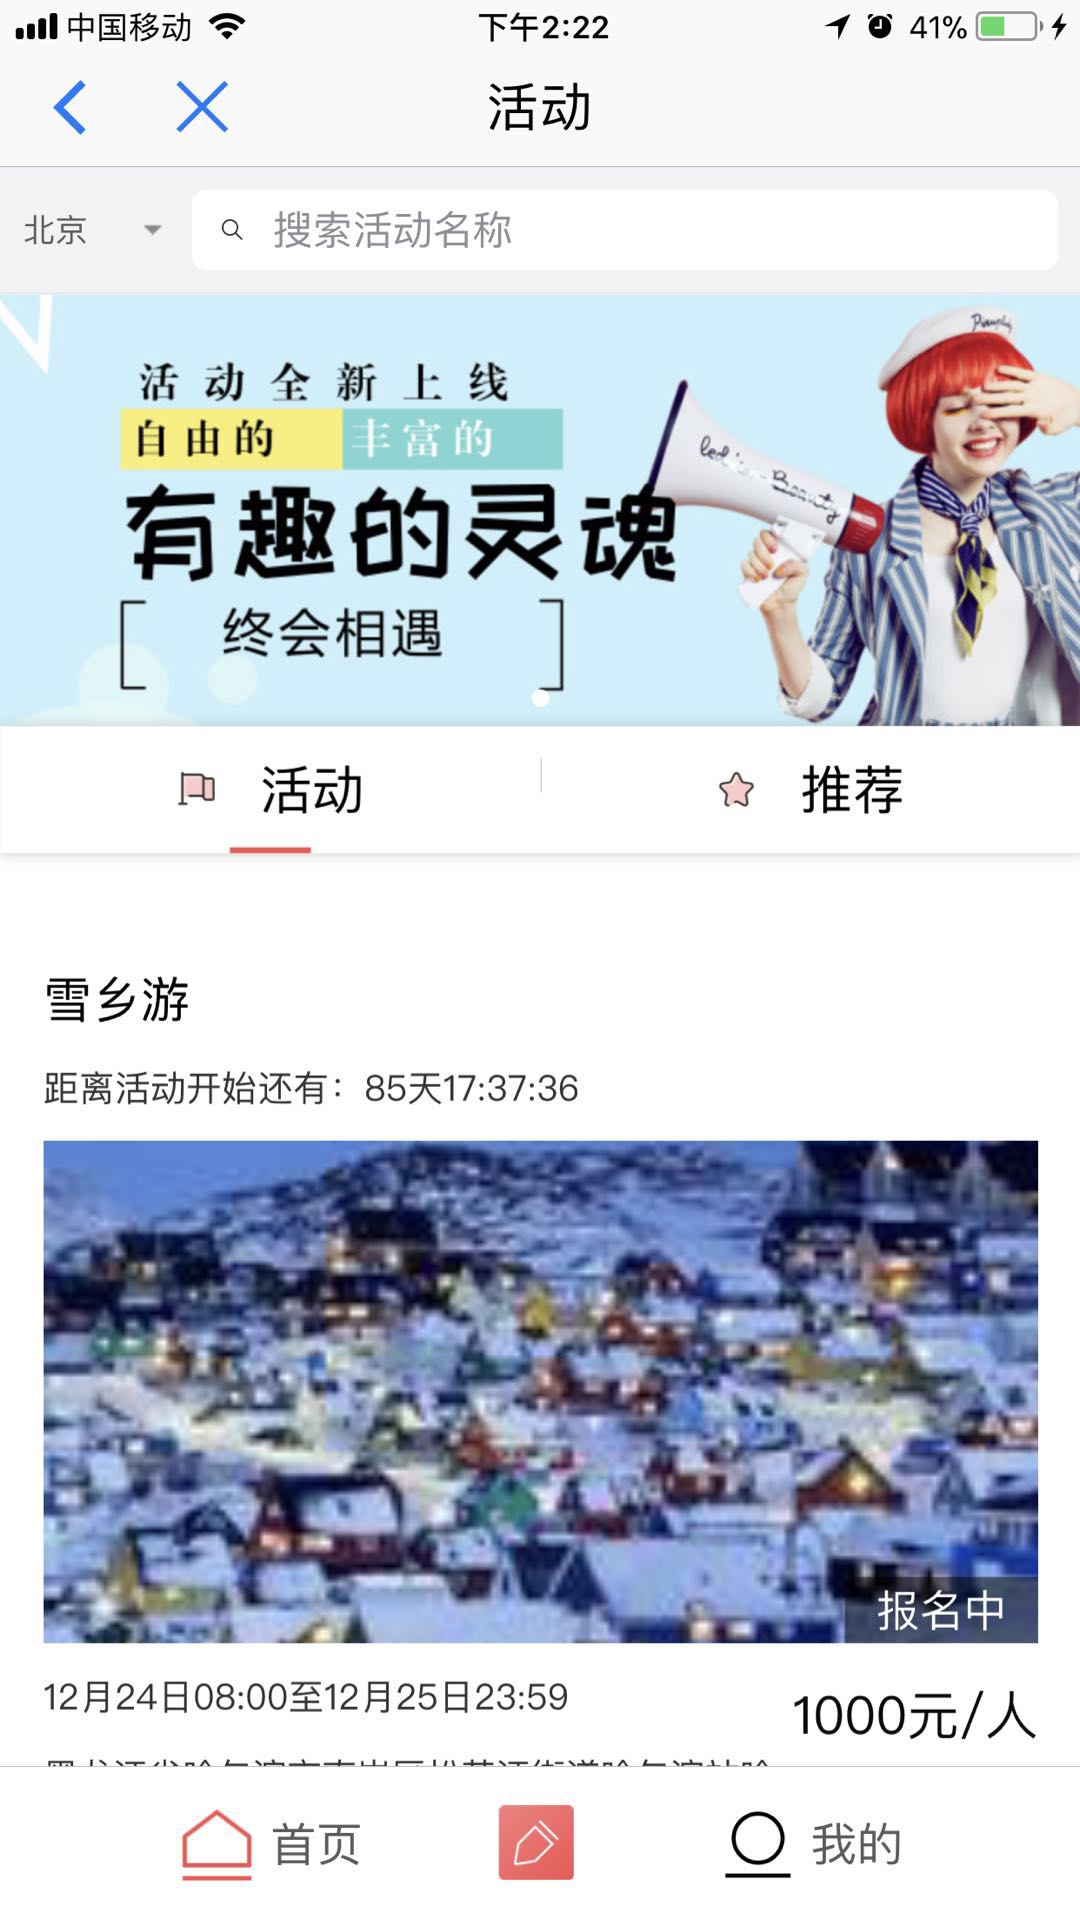 中国移动
下午2:22
41%
活动
北京
搜索活动名称
活动全新上线
自由的 丰富的
有趣的灵魂
终会相遇
活动
推荐
雪乡游
距离活动开始还有：85天17:37:36
报名中
12月24日08:00至12月25日23:59
1000元/人
首页
我的